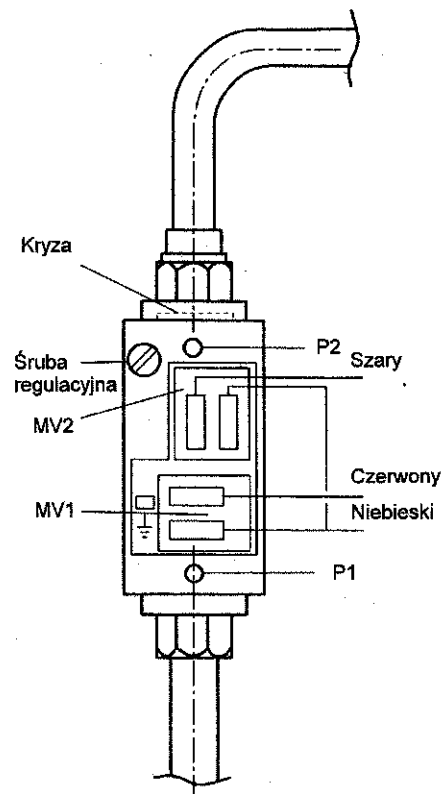 Kryza
P2
Śruba
regulacyjna
Szary
MV2
Czerwony
MV1
Niebieski
P1